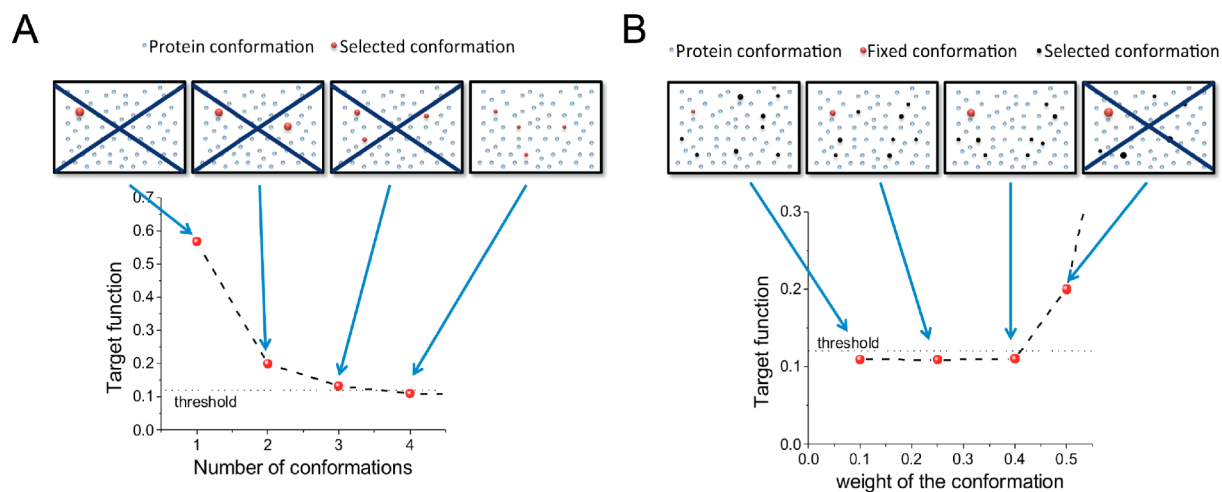 A
Protein conformation Selected conformation
0.7
0.6
0.5
0.4
0.3
0.2
0.1
0.0
Target function
threshold
1 2 3 4
Number of conformations
B
Protein conformation Fixed conformation Selected conformation
0.3
0.2
0.1
0.0
Target function
threshold
0.0 0.1 0.2 0.3 0.4 0.5
weight of the conformation